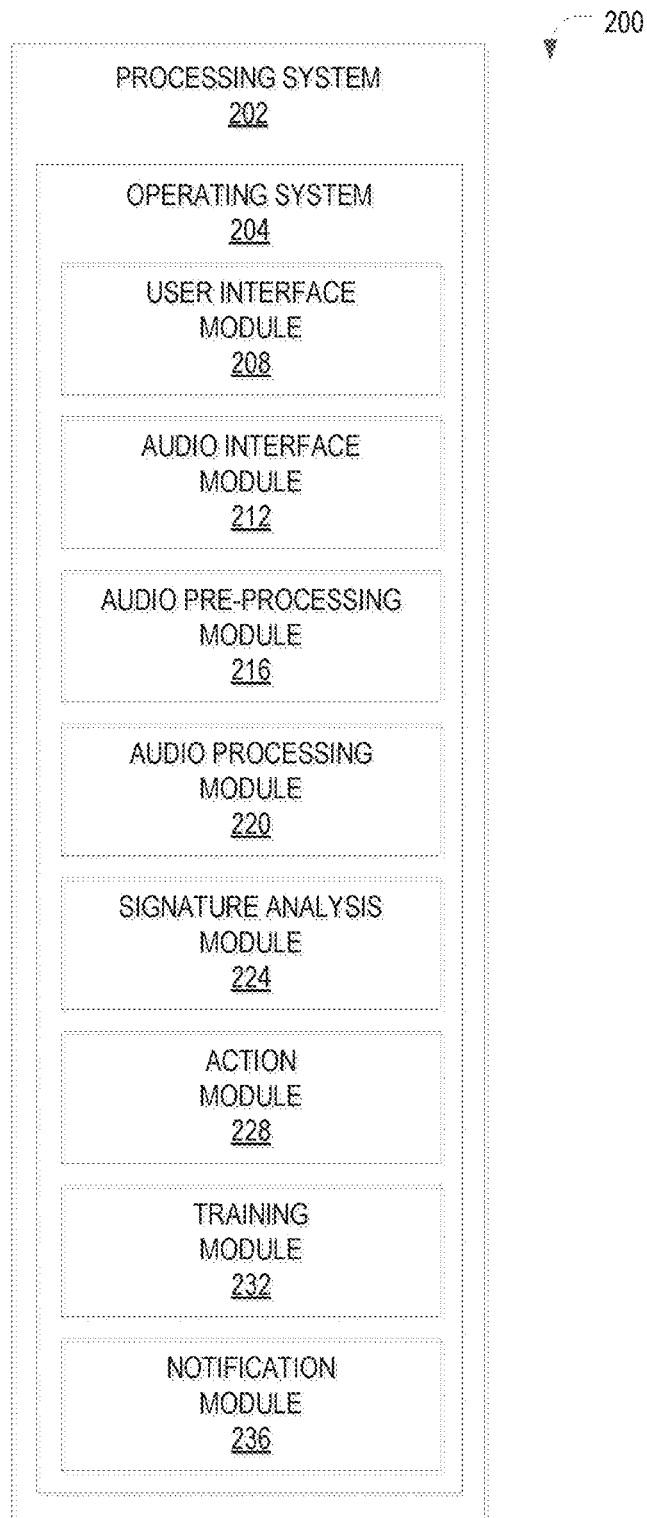 200
PROCESSING SYSTEM
202
OPERATING SYSTEM
204
USER INTERFACE
MODULE
208
AUDIO INTERFACE
MODULE
212
AUDIO PRE-PROCESSING
MODULE
216
AUDIO PROCESSING
MODULE
220
SIGNATURE ANALYSIS
MODULE
224
ACTION
MODULE
228
TRAINING
MODULE
232
NOTIFICATION
MODULE
236